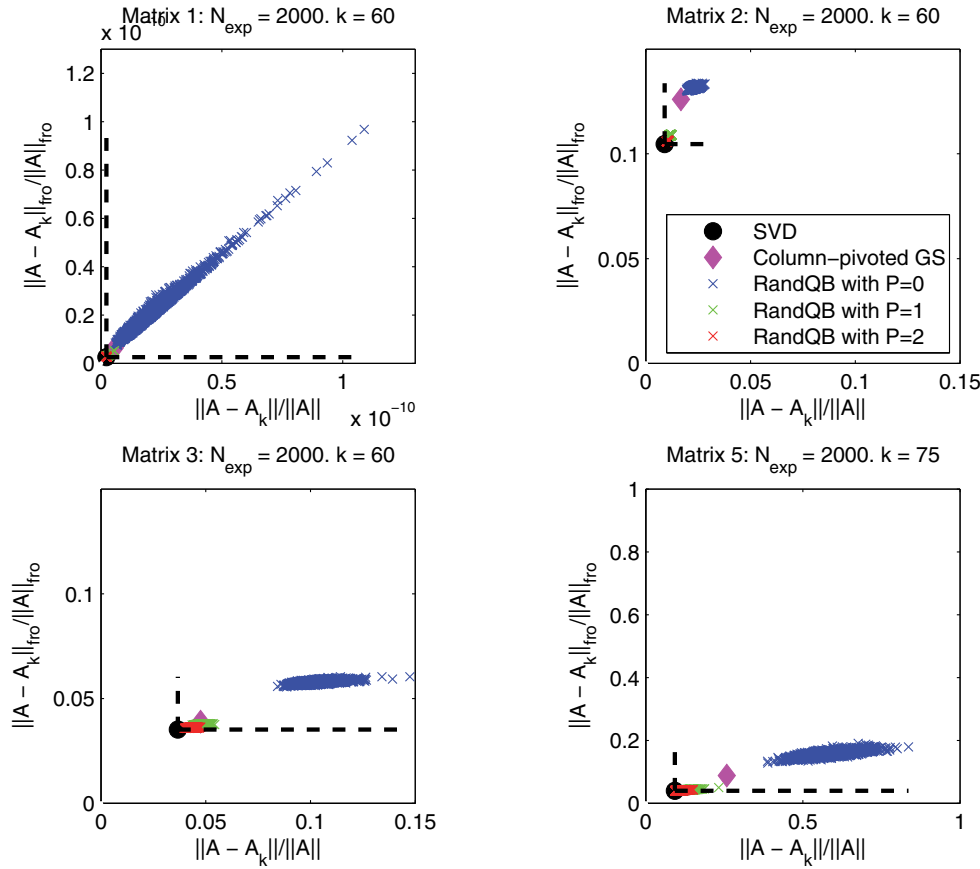 Matrix 1: N_exp = 2000. k = 60
x 10^-10
1.2
1
0.8
0.6
0.4
0.2
0
||A − A_k||_fro/||A||_fro
0
0.5
1
x 10^-10
||A − A_k||/||A||
Matrix 2: N_exp = 2000. k = 60
0.1
0.05
0
||A − A_k||_fro/||A||_fro
SVD
Column−pivoted GS
RandQB with P=0
RandQB with P=1
RandQB with P=2
0
0.05
0.1
0.15
||A − A_k||/||A||
Matrix 3: N_exp = 2000. k = 60
0.1
0.05
0
||A − A_k||_fro/||A||_fro
0
0.05
0.1
0.15
||A − A_k||/||A||
Matrix 5: N_exp = 2000. k = 75
1
0.8
0.6
0.4
0.2
0
||A − A_k||_fro/||A||_fro
0
0.5
1
||A − A_k||/||A||